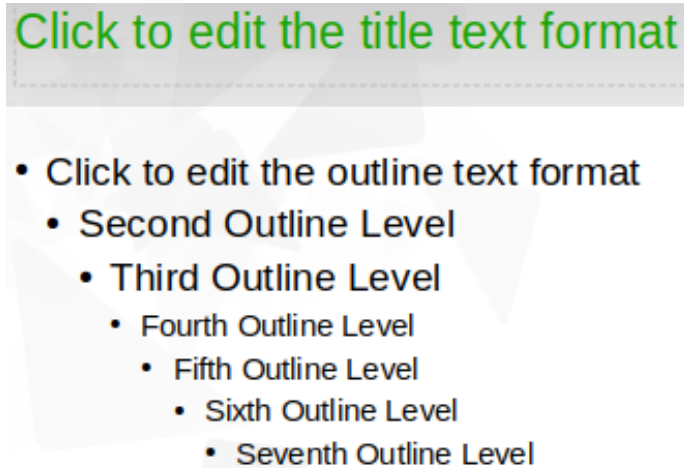 Click to edit the title text format
• Click to edit the outline text format
• Second Outline Level
• Third Outline Level
• Fourth Outline Level
• Fifth Outline Level
• Sixth Outline Level
• Seventh Outline Level